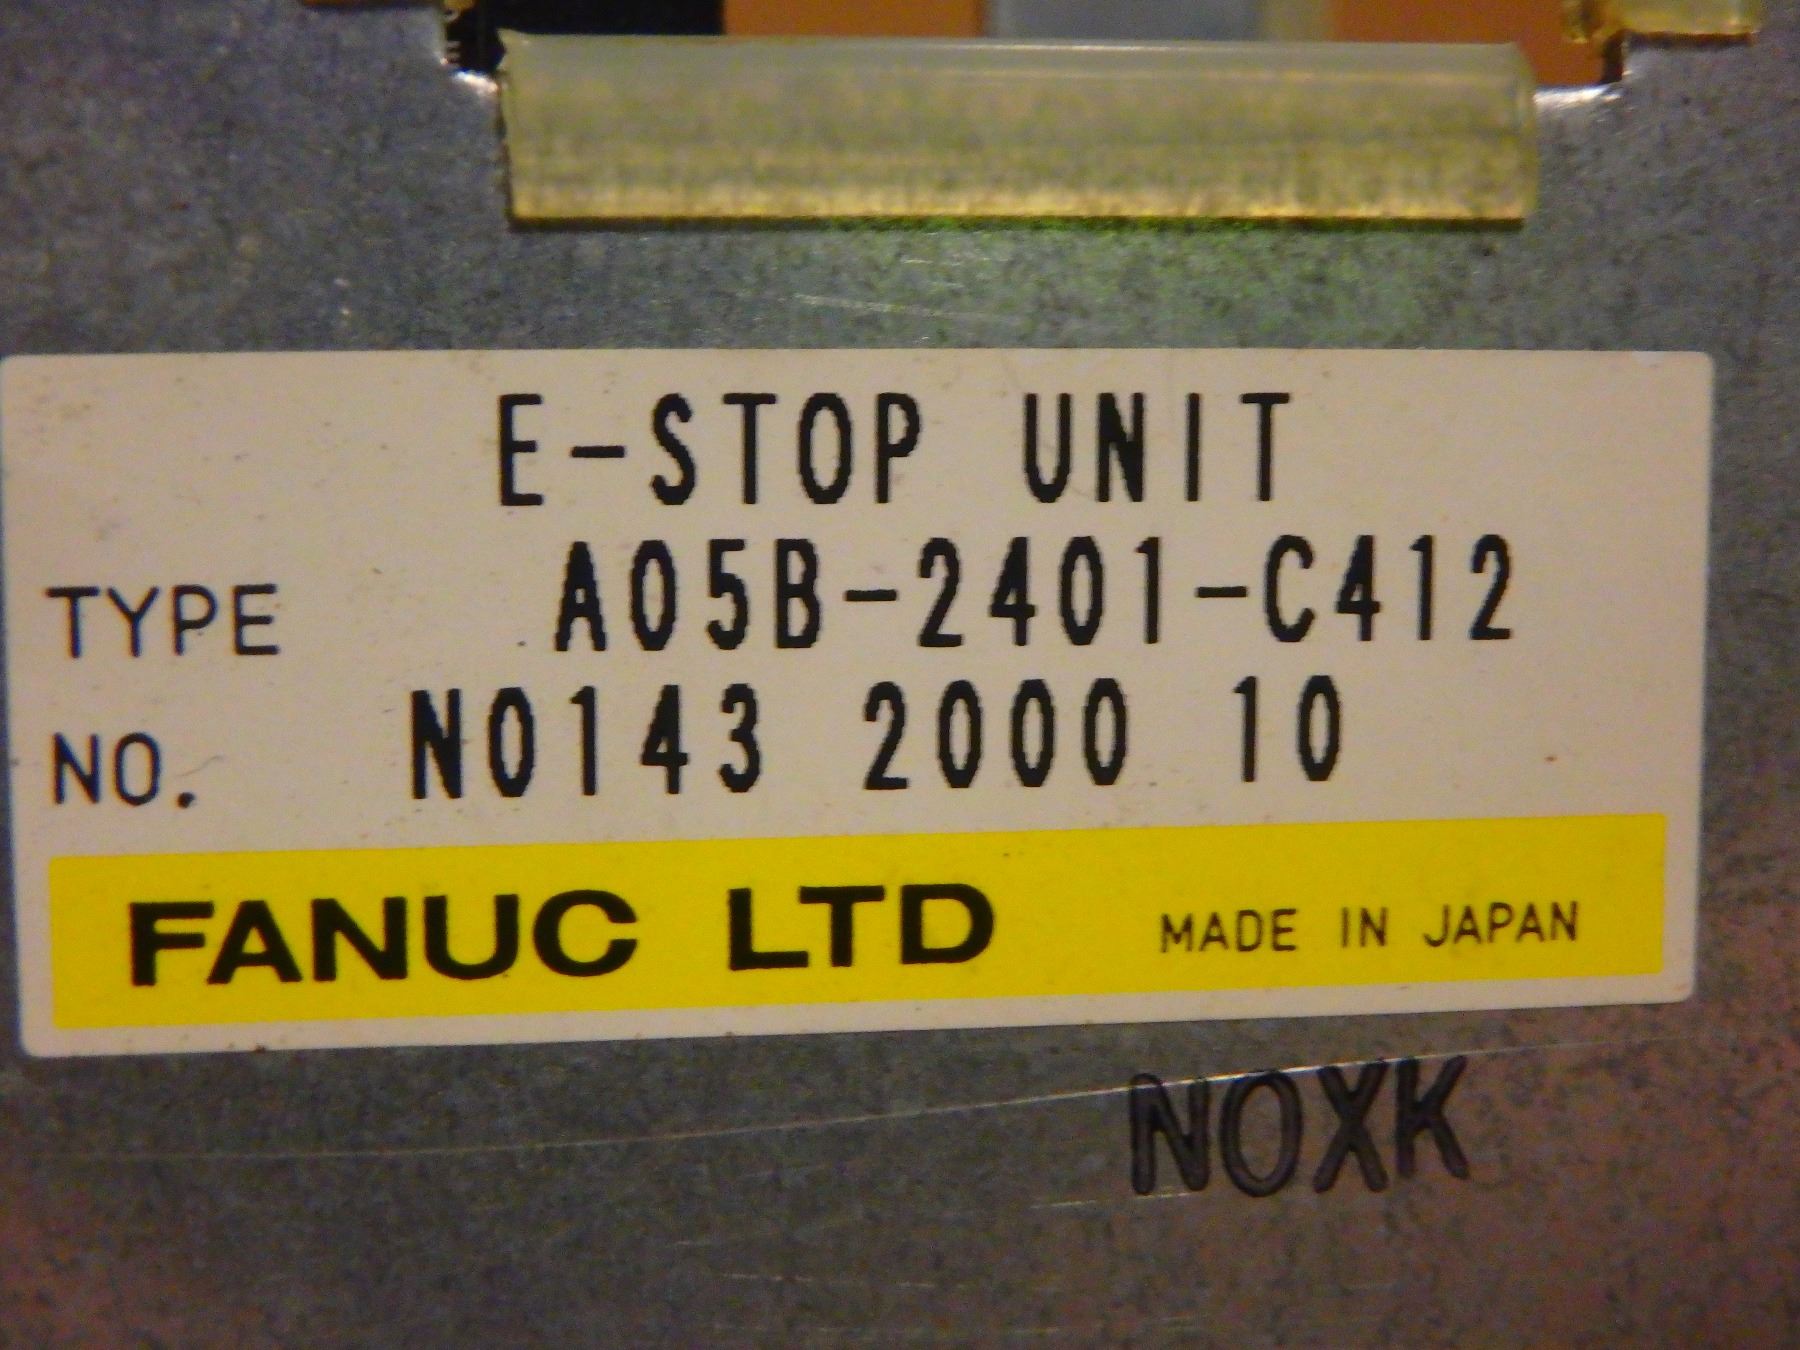 E-STOP UNIT
TYPE A05B-2401-C412
NO. N0143 2000 10
FANUC LTD MADE IN JAPAN
NOXK